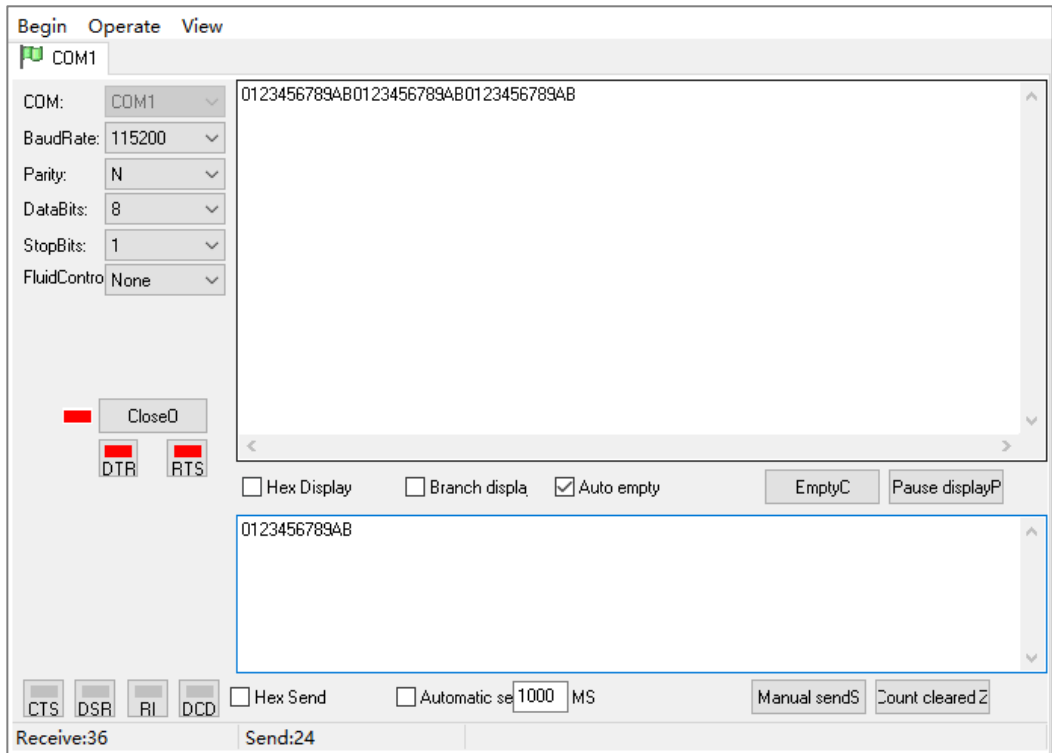 Begin Operate View
COM1
COM: COM1
BaudRate: 115200
Parity: N
DataBits: 8
StopBits: 1
FluidContro None
CloseO
DTR RTS
0123456789AB0123456789AB0123456789AB
Hex Display Branch displa Auto empty EmptyC Pause displayP
0123456789AB
CTS DSR RI DCD Hex Send Automatic se 1000 MS Manual sendS Count cleared Z
Receive:36 Send:24